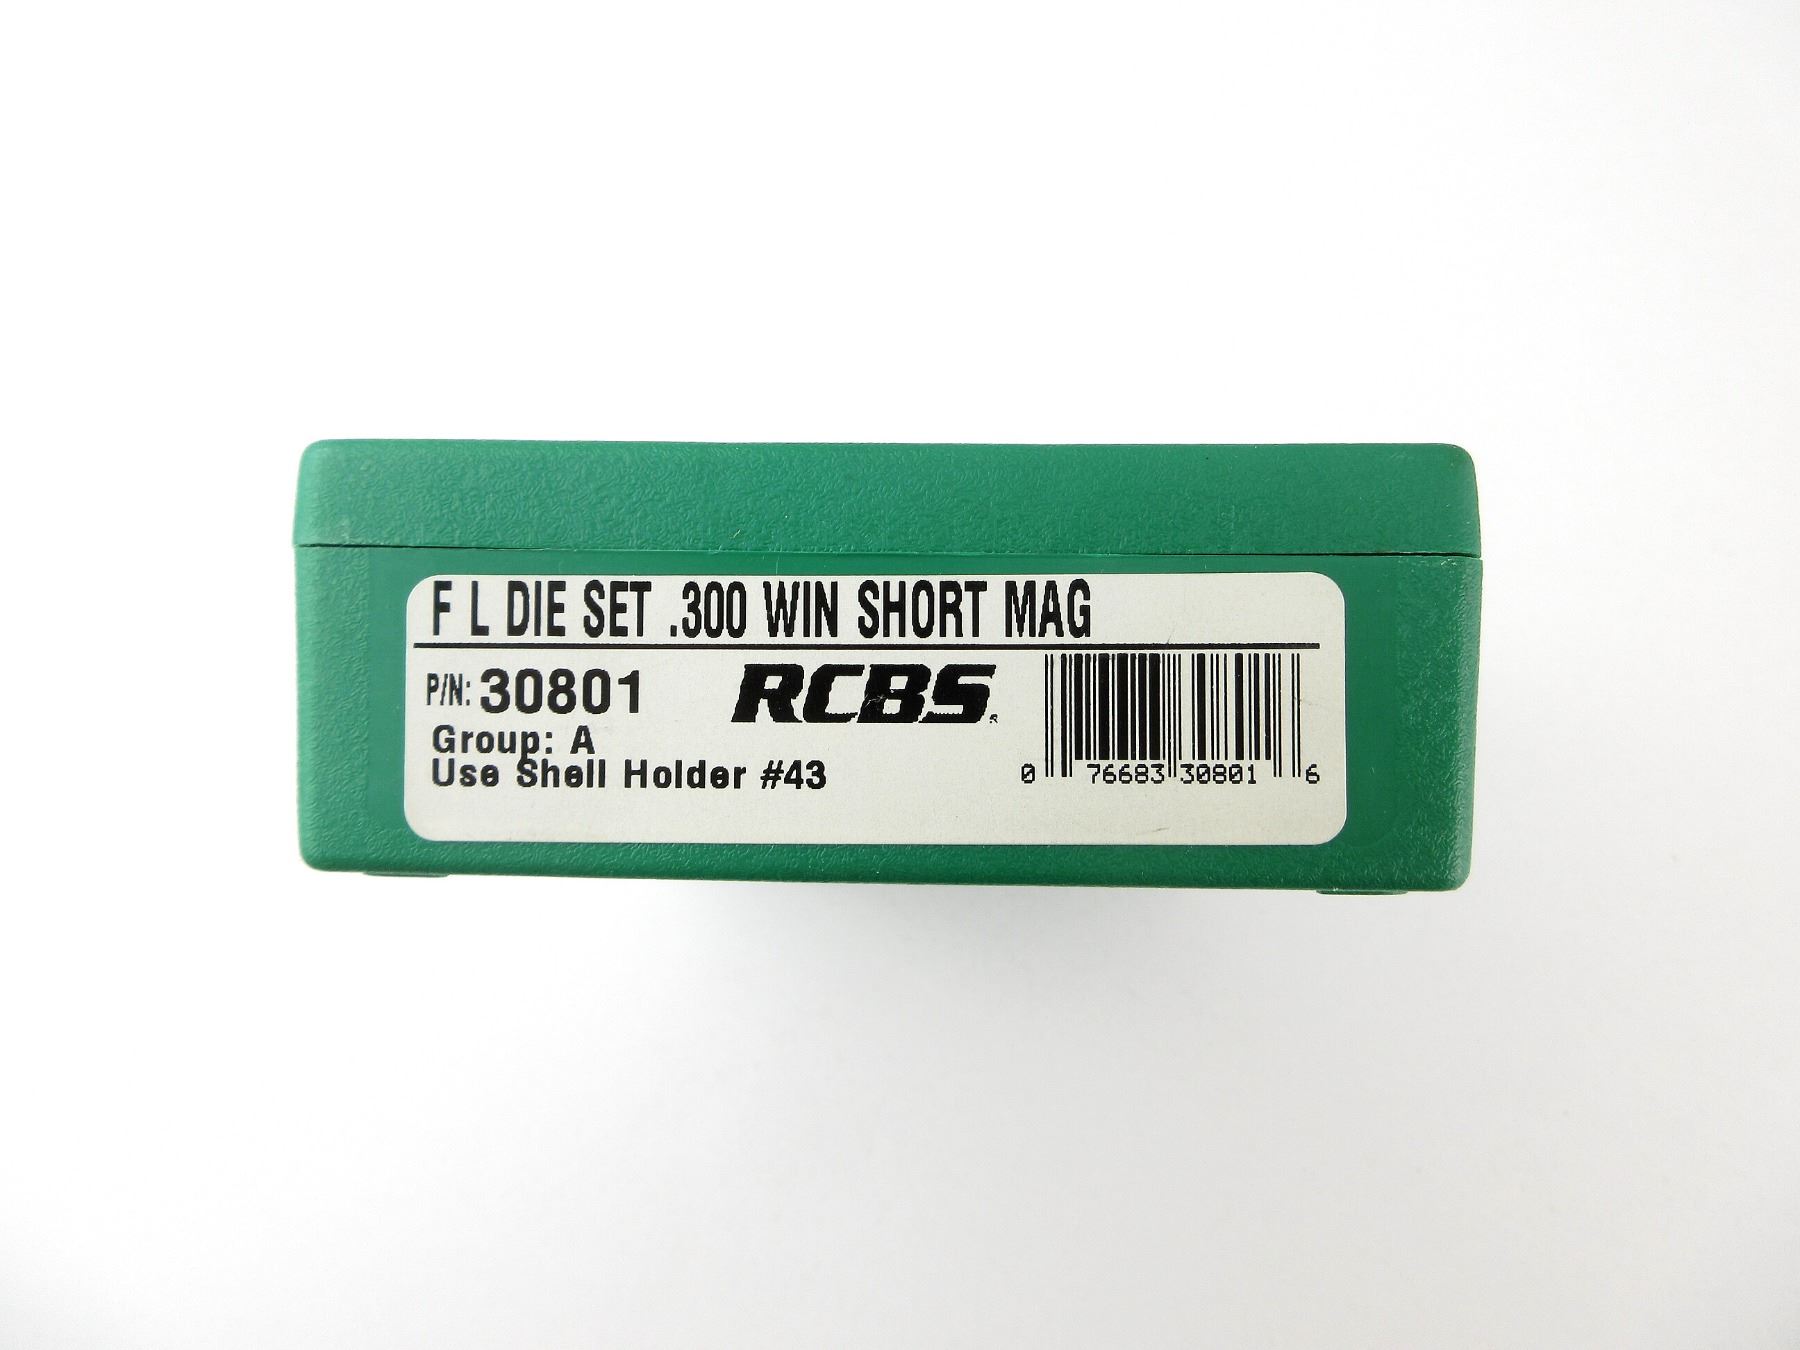 F L DIE SET .300 WIN SHORT MAG
P/N: 30801
RCBS®
Group: A
Use Shell Holder #43
0 76683 30801 6